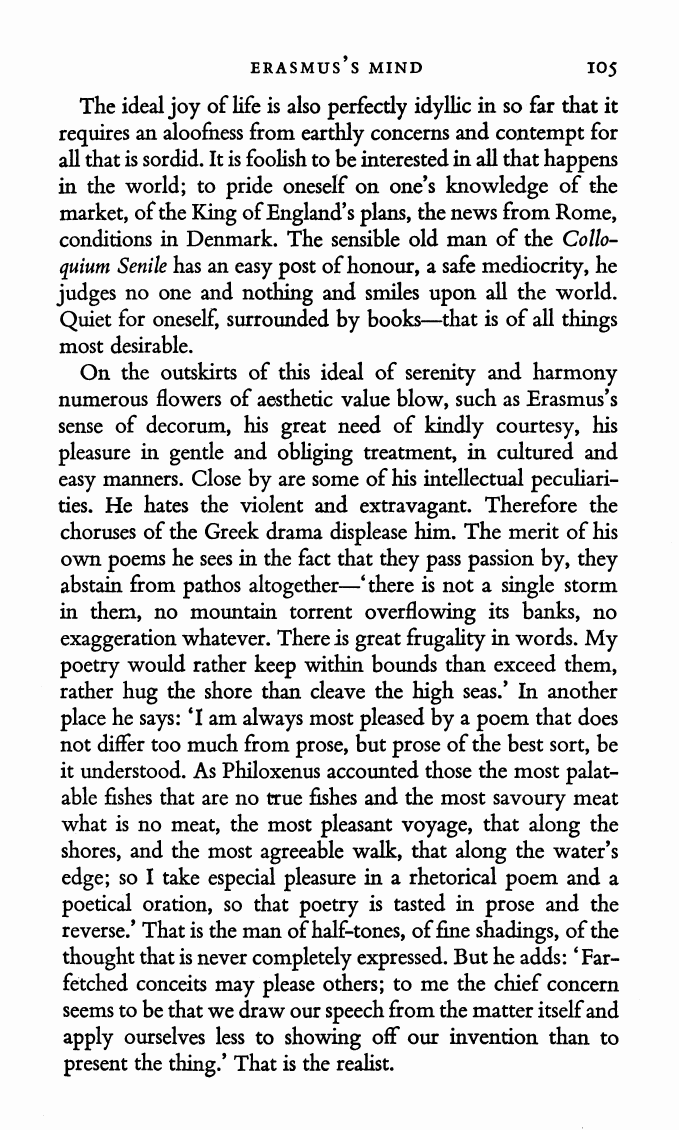 ERASMUS'S MIND 105
The ideal joy of life is also perfectly idyllic in so far that it
requires an aloofness from earthly concerns and contempt for
all that is sordid. It is foolish to be interested in all that happens
in the world; to pride oneself on one's knowledge of the
market, of the King of England's plans, the news from Rome,
conditions in Denmark. The sensible old man of the Collo-
quium Senile has an easy post of honour, a safe mediocrity, he
judges no one and nothing and smiles upon all the world.
Quiet for oneself, surrounded by books—that is of all things
most desirable.
On the outskirts of this ideal of serenity and harmony
numerous flowers of aesthetic value blow, such as Erasmus's
sense of decorum, his great need of kindly courtesy, his
pleasure in gentle and obliging treatment, in cultured and
easy manners. Close by are some of his intellectual peculiari-
ties. He hates the violent and extravagant. Therefore the
choruses of the Greek drama displease him. The merit of his
own poems he sees in the fact that they pass passion by, they
abstain from pathos altogether—'there is not a single storm
in them, no mountain torrent overflowing its banks, no
exaggeration whatever. There is great frugality in words. My
poetry would rather keep within bounds than exceed them,
rather hug the shore than cleave the high seas.' In another
place he says: 'I am always most pleased by a poem that does
not differ too much from prose, but prose of the best sort, be
it understood. As Philoxenus accounted those the most palat-
able fishes that are no true fishes and the most savoury meat
what is no meat, the most pleasant voyage, that along the
shores, and the most agreeable walk, that along the water's
edge; so I take especial pleasure in a rhetorical poem and a
poetical oration, so that poetry is tasted in prose and the
reverse.' That is the man of half-tones, of fine shadings, of the
thought that is never completely expressed. But he adds: 'Far-
fetched conceits may please others; to me the chief concern
seems to be that we draw our speech from the matter itself and
apply ourselves less to showing off our invention than to
present the thing.' That is the realist.